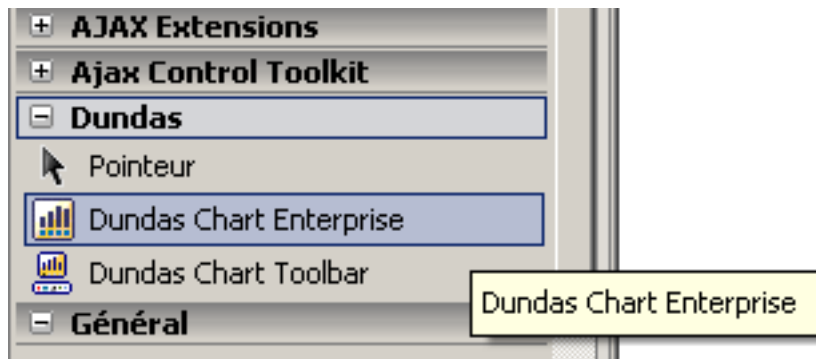 AJAX Extensions
Ajax Control Toolkit
Dundas
Pointeur
Dundas Chart Enterprise
Dundas Chart Toolbar
Dundas Chart Enterprise
Général